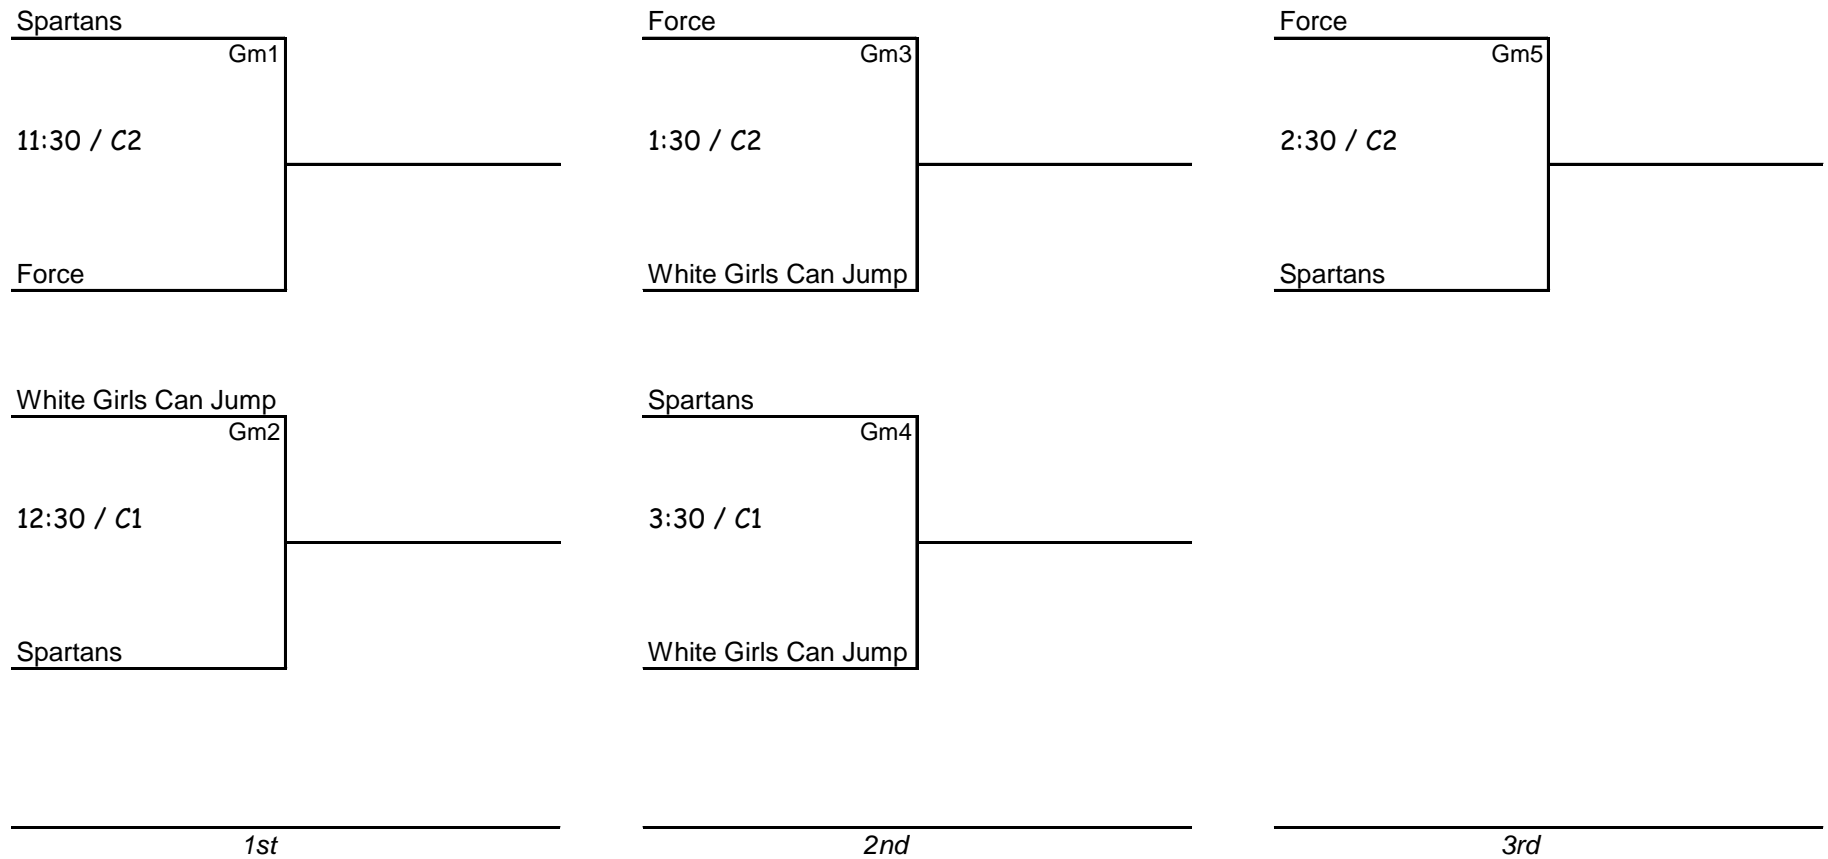 Spartans
Gm1
11:30 / C2
Force
White Girls Can Jump
Gm2
12:30 / C1
Spartans
Force
Gm3
1:30 / C2
White Girls Can Jump
Spartans
Gm4
3:30 / C1
White Girls Can Jump
Force
Gm5
2:30 / C2
Spartans
1st
2nd
3rd